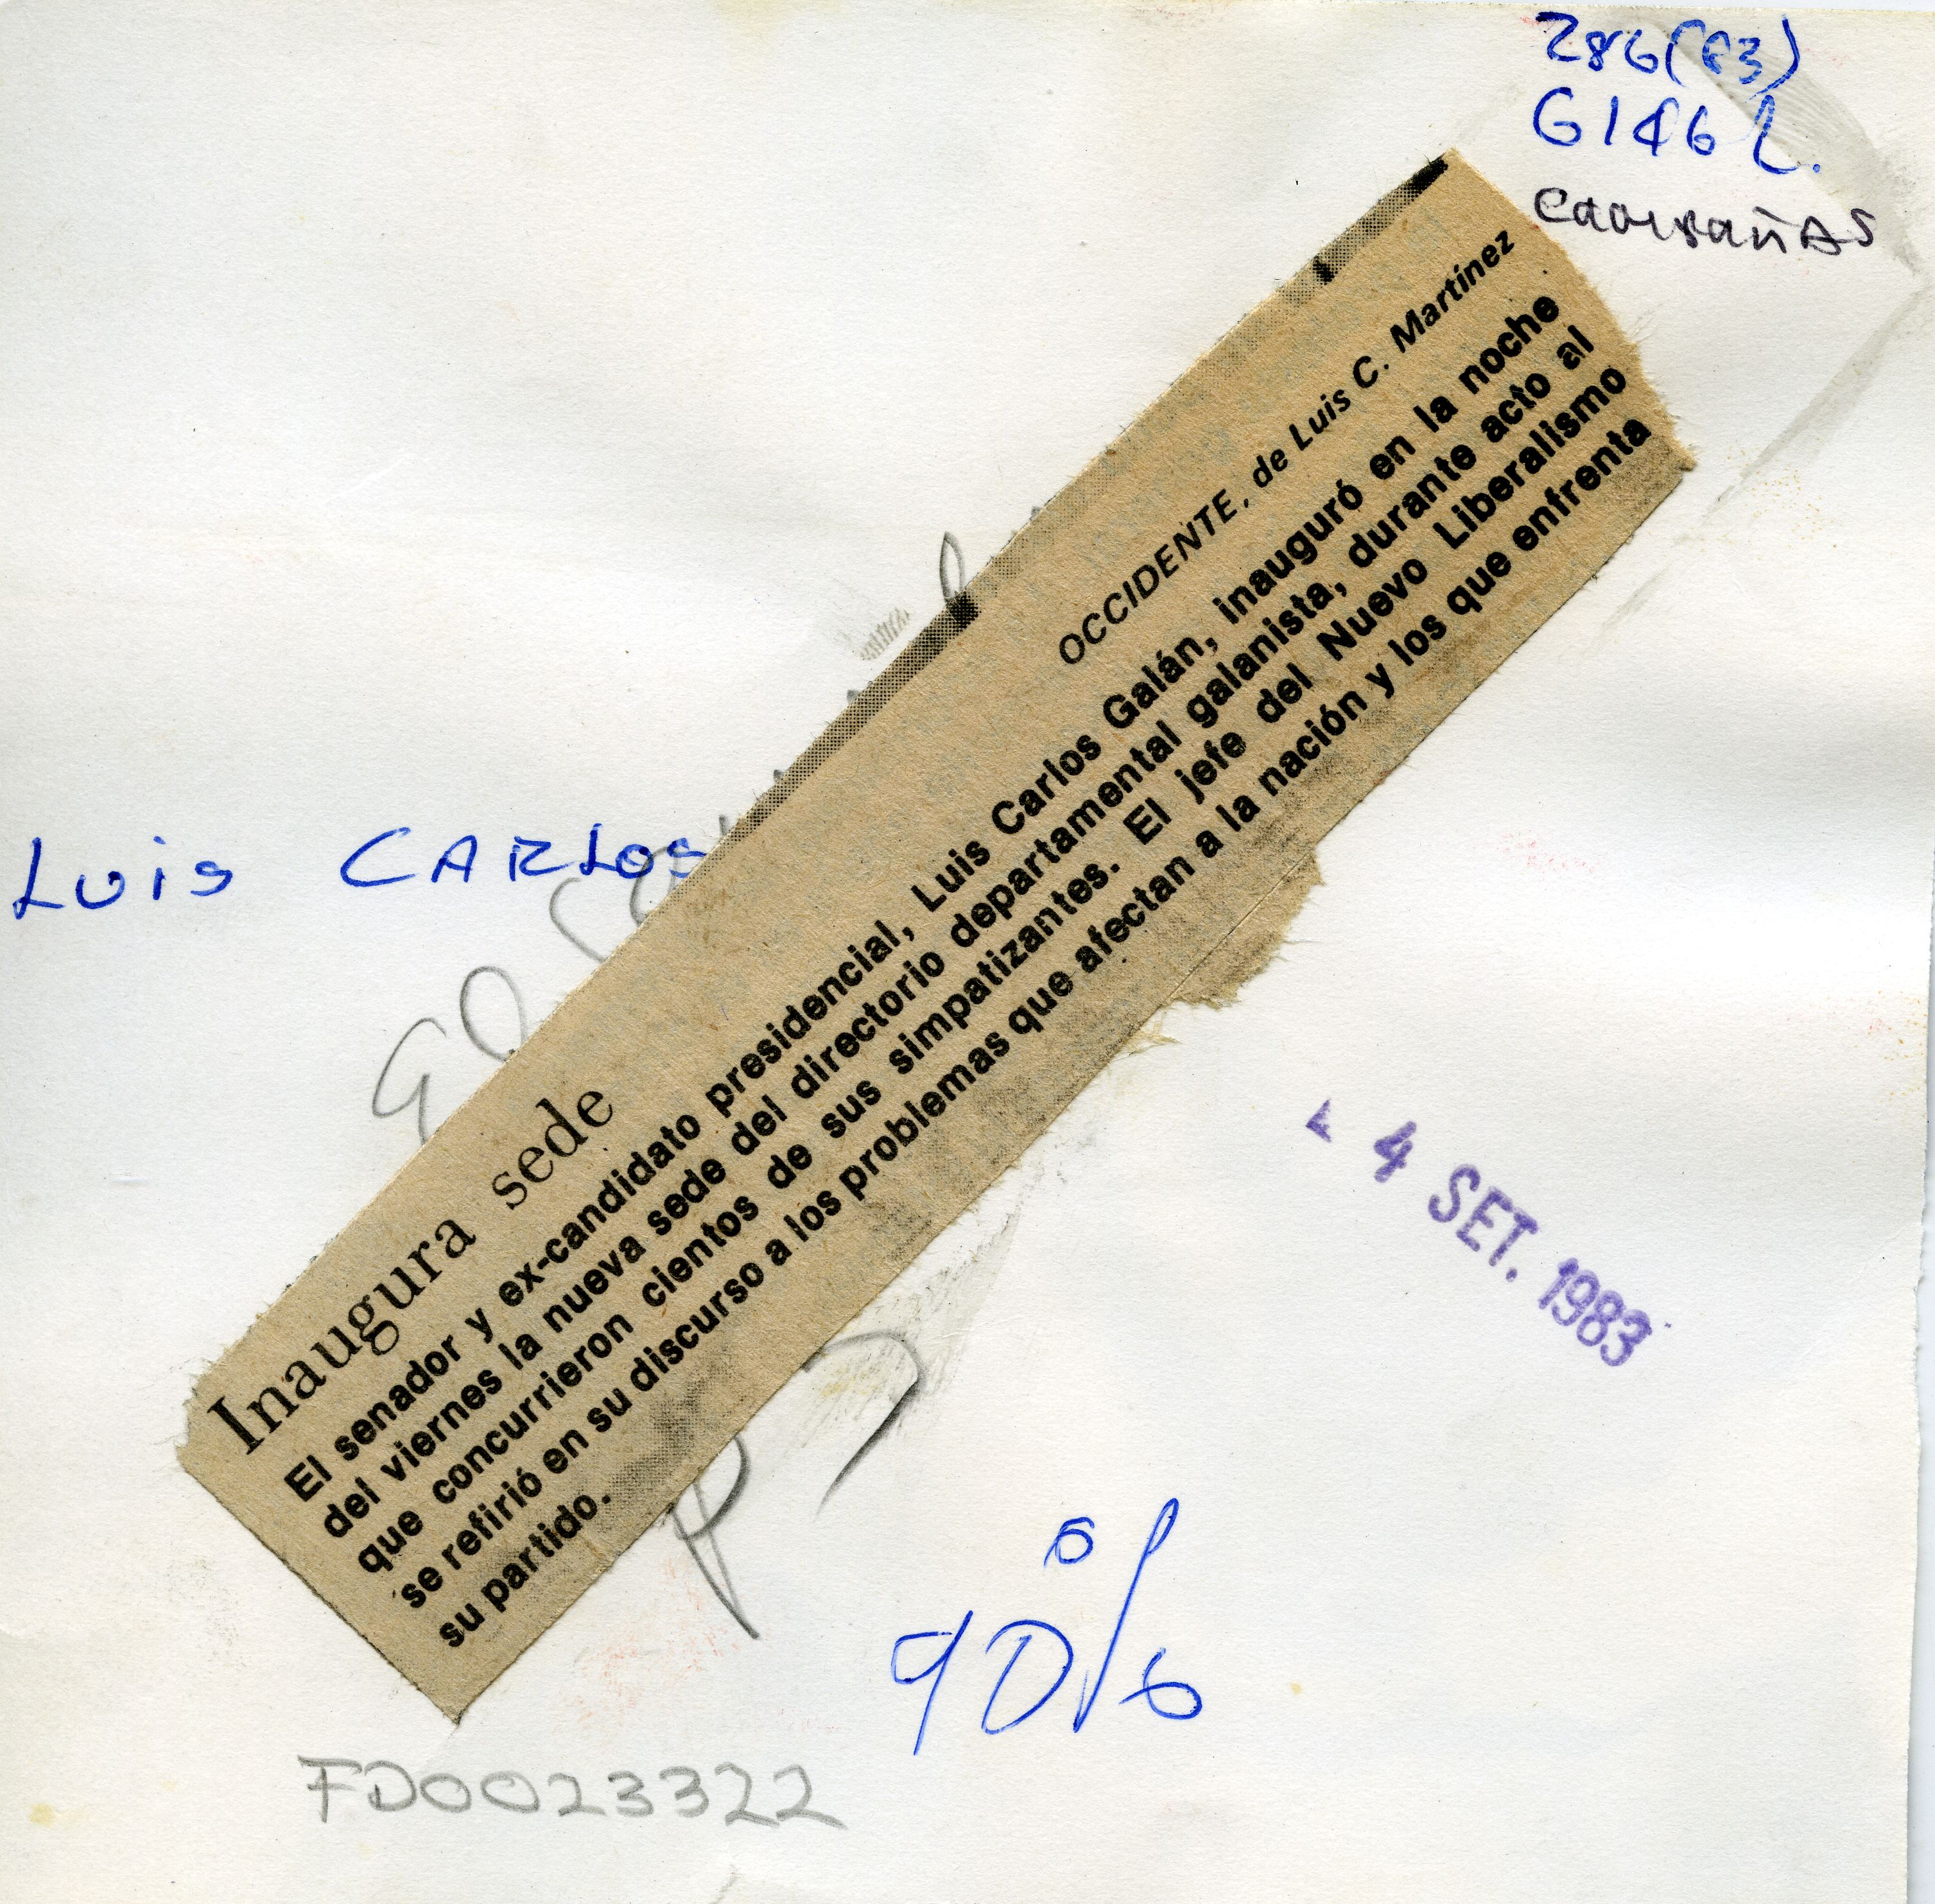 286(83)
G146L.
LUIS CARLOS
Inaugura sede
OCCIDENTE, de Luis C. Martínez
El senador y ex-candidato presidencial, Luis Carlos Galán, inauguró en la noche
del viernes la nueva sede del directorio departamental galanista, durante acto al
que concurrieron cientos de sus simpatizantes. El jefe del Nuevo Liberalismo
se refirió en su discurso a los problemas que afectan a la nación y los que enfrenta
su partido.
4 SET. 1983
90%
FD0023322